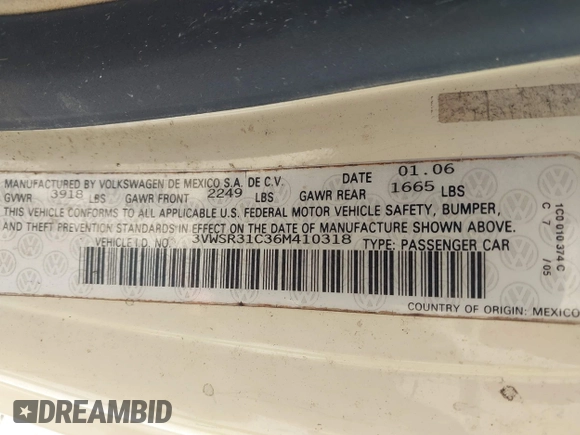 MANUFACTURED BY VOLKSWAGEN DE MEXICO S.A. DE C.V. DATE 01.06
GVWR 3918 LBS GAWR FRONT 2249 LBS GAWR REAR 1665 LBS
THIS VEHICLE CONFORMS TO ALL APPLICABLE U.S. FEDERAL MOTOR VEHICLE SAFETY, BUMPER,
AND THEFT PREVENTION STANDARDS IN EFFECT ON THE DATE OF MANUFACTURE SHOWN ABOVE.
VEHICLE I.D. NO. 3VWSR31C36M410318 TYPE: PASSENGER CAR
COUNTRY OF ORIGIN: MEXICO
1C0 010 374 C
C 7 /05
DREAMBID